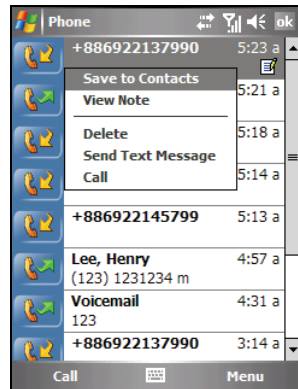 Phone
ok
+886922137990 5:23 a
Save to Contacts
View Note
5:21 a
Delete
5:18 a
Send Text Message
Call
5:14 a
+886922145799 5:13 a
Lee, Henry 4:57 a
(123) 1231234 m
Voicemail 4:31 a
123
+886922137990 3:14 a
Call Menu